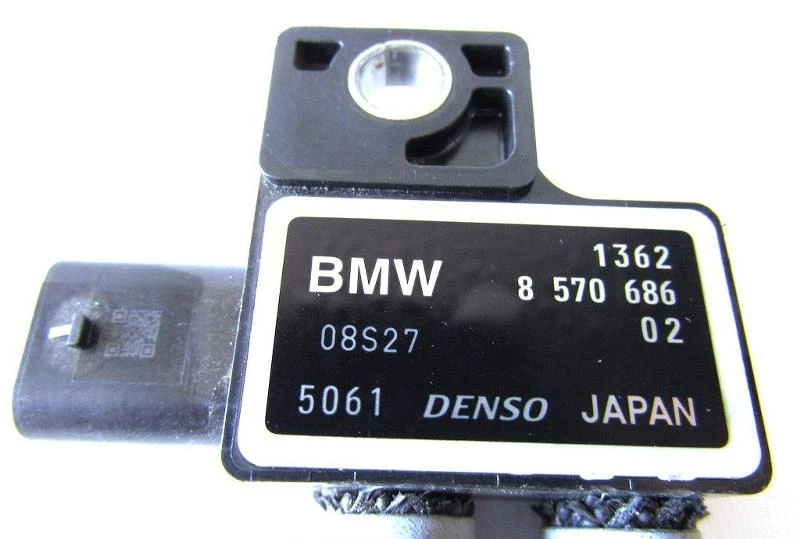 BMW 1362
8 570 686
08S27 02
5061 DENSO JAPAN